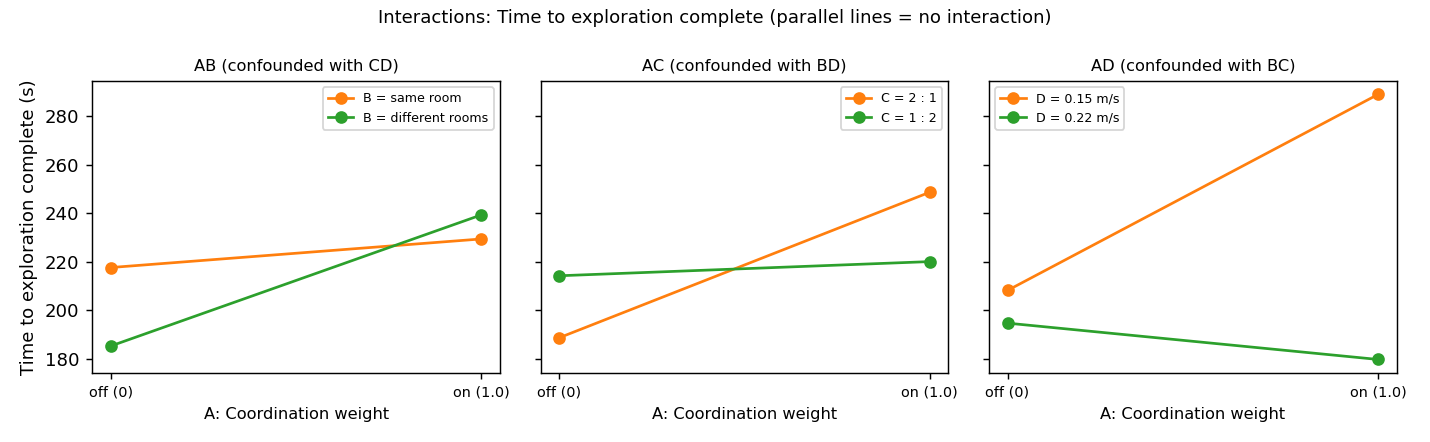 Interactions: Time to exploration complete (parallel lines = no interaction)
AB (confounded with CD)
AC (confounded with BD)
AD (confounded with BC)
Time to exploration complete (s)
280
260
240
220
200
180
B = same room
B = different rooms
C = 2 : 1
C = 1 : 2
D = 0.15 m/s
D = 0.22 m/s
off (0)
on (1.0)
off (0)
on (1.0)
off (0)
on (1.0)
A: Coordination weight
A: Coordination weight
A: Coordination weight